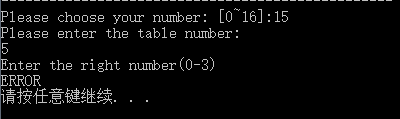 Please choose your number: [0~16]:15
Please enter the table number:
5
Enter the right number(0-3)
ERROR
请按任意键继续. . .